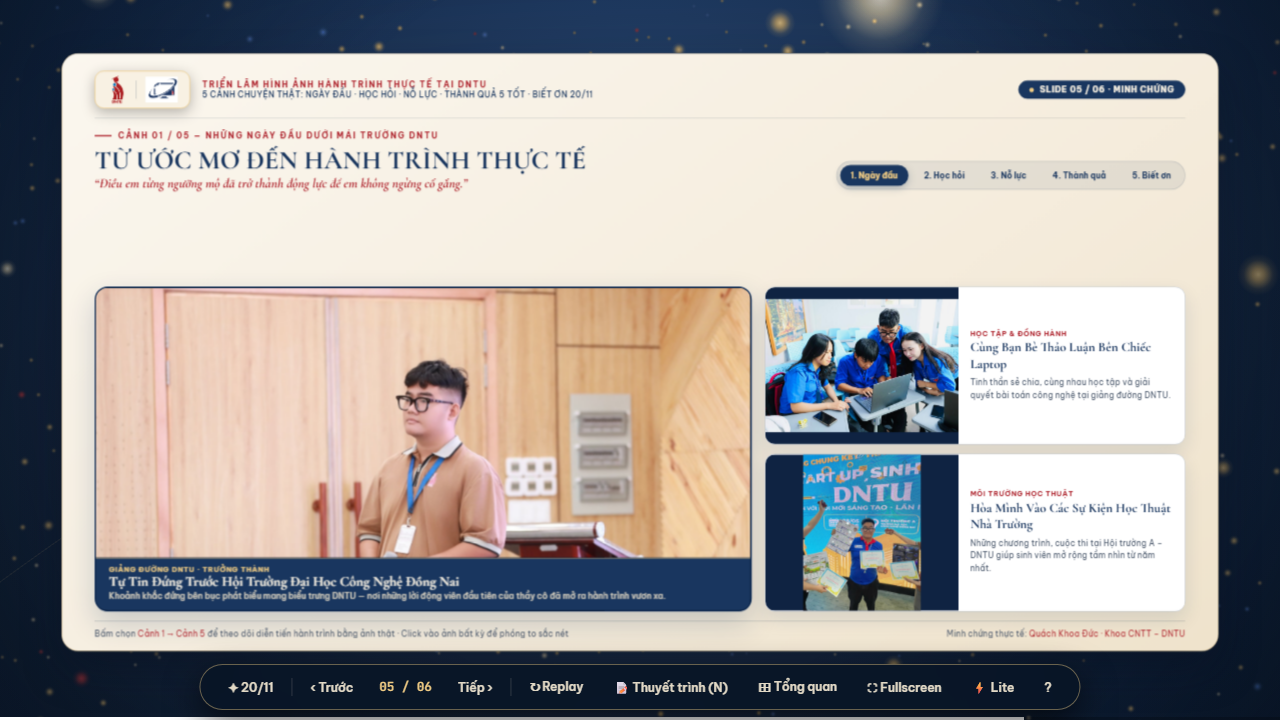 TRIỂN LÃM HÌNH ẢNH HÀNH TRÌNH THỰC TẾ TẠI DNTU
5 CẢNH CHUYỆN THẬT: NGÀY ĐẦU · HỌC HỎI · NỖ LỰC · THÀNH QUẢ 5 TỐT · BIẾT ƠN 20/11
SLIDE 05 / 06 · MINH CHỨNG
CẢNH 01 / 05 – NHỮNG NGÀY ĐẦU DƯỚI MÁI TRƯỜNG DNTU
TỪ ƯỚC MƠ ĐẾN HÀNH TRÌNH THỰC TẾ
“Điều em từng ngưỡng mộ đã trở thành động lực để em không ngừng cố gắng.”
1. Ngày đầu
2. Học hỏi
3. Nỗ lực
4. Thành quả
5. Biết ơn
GIẢNG ĐƯỜNG DNTU · TRƯỞNG THÀNH
Tự Tin Đứng Trước Hội Trường Đại Học Công Nghệ Đồng Nai
Khoảnh khắc đứng bên bục phát biểu mang biểu trưng DNTU – nơi những lời động viên đầu tiên của thầy cô đã mở ra hành trình vươn xa.
HỌC TẬP & ĐỒNG HÀNH
Cùng Bạn Bè Thảo Luận Bên Chiếc
Laptop
Tinh thần sẻ chia, cùng nhau học tập và giải
quyết bài toán công nghệ tại giảng đường DNTU.
CHUNG KẾT
ART UP SINH
DNTU
MÔI TRƯỜNG HỌC THUẬT
Hòa Mình Vào Các Sự Kiện Học Thuật
Nhà Trường
Những chương trình, cuộc thi tại Hội trường A –
DNTU giúp sinh viên mở rộng tầm nhìn từ năm
nhất.
Bấm chọn Cảnh 1 → Cảnh 5 để theo dõi diễn tiến hành trình bằng ảnh thật · Click vào ảnh bất kỳ để phóng to sắc nét
Minh chứng thực tế: Quách Khoa Đức · Khoa CNTT – DNTU
✦ 20/11
‹ Trước
05 / 06
Tiếp ›
↻ Replay
📝 Thuyết trình (N)
Tổng quan
Fullscreen
⚡ Lite
?